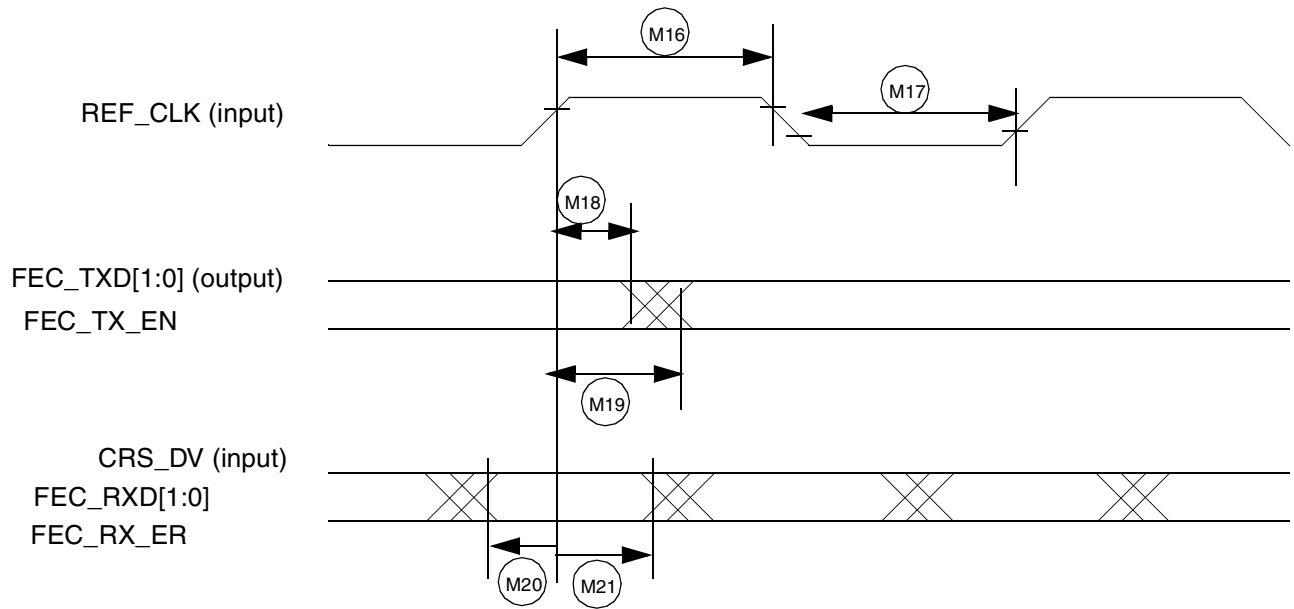 M16
REF_CLK (input)
M17
M18
FEC_TXD[1:0] (output)
FEC_TX_EN
M19
CRS_DV (input)
FEC_RXD[1:0]
FEC_RX_ER
M20
M21